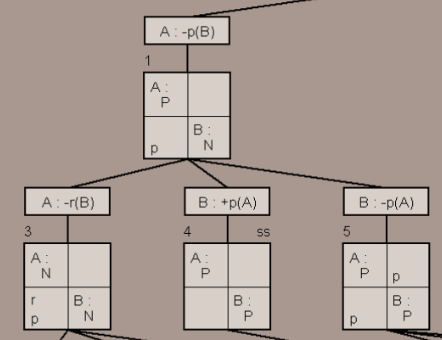 A : -p(B)
1
A :
P
B :
N
p
A : -r(B)
B : +p(A)
B : -p(A)
3
4
ss
5
A :
N
r
p
B :
N
A :
P
B :
P
A :
P
p
p
B :
P